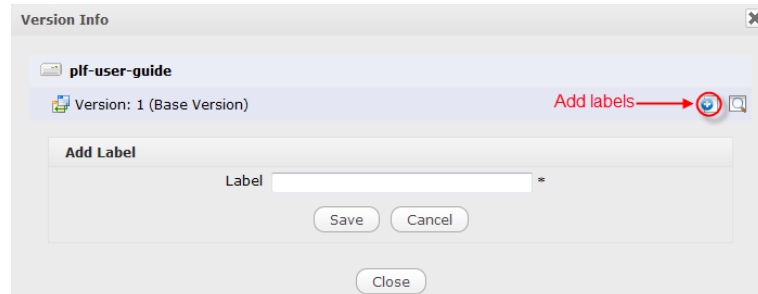 Version Info
plf-user-guide
Version: 1 (Base Version)
Add labels
Add Label
Label *
Save Cancel
Close